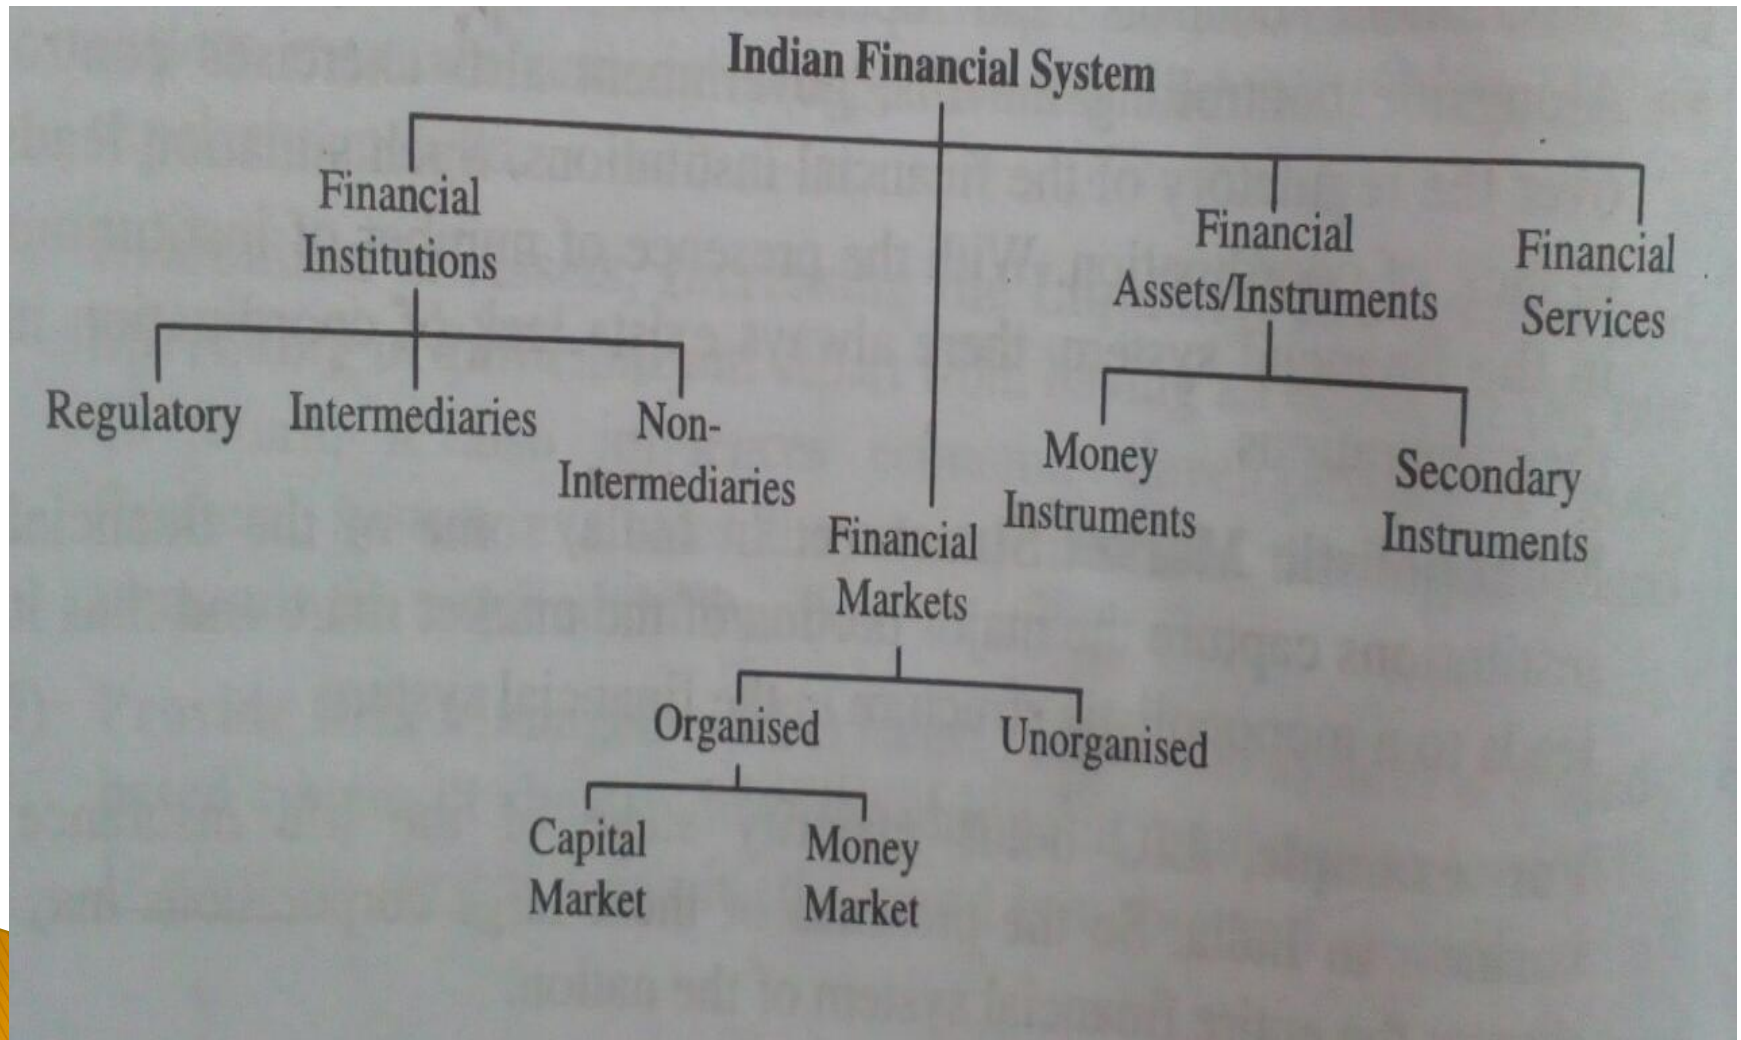 Indian Financial System
Financial
Institutions
Financial
Assets/Instruments
Financial
Services
Regulatory
Intermediaries
Non-
Intermediaries
Financial
Markets
Money
Instruments
Secondary
Instruments
Organised
Unorganised
Capital
Market
Money
Market